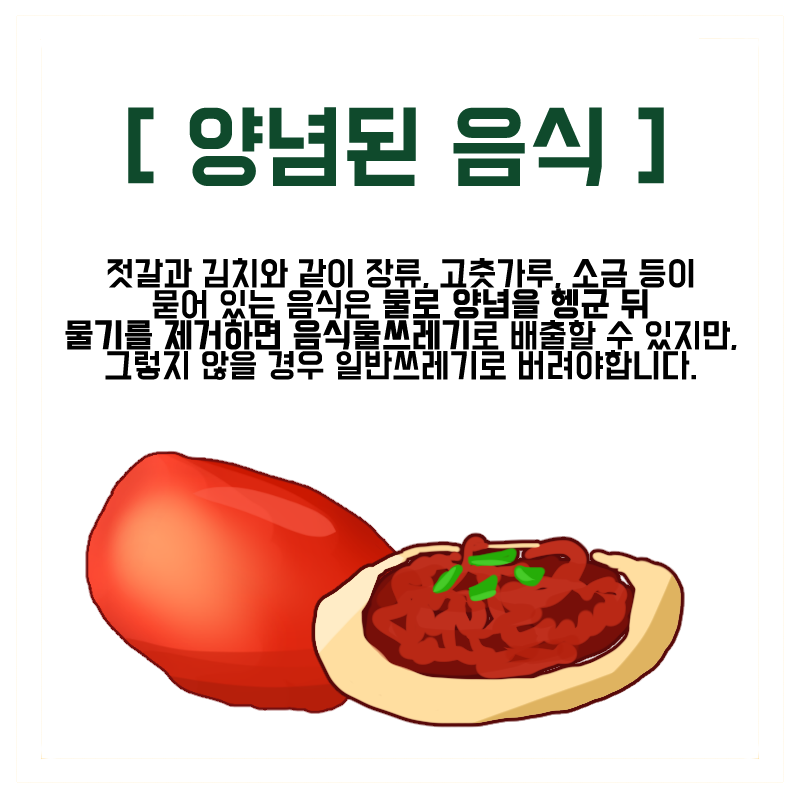 [ 양념된 음식 ]
젓갈과 김치와 같이 장류, 고춧가루, 소금 등이
묻어 있는 음식은 물로 양념을 헹군 뒤
물기를 제거하면 음식물쓰레기로 배출할 수 있지만,
그렇지 않을 경우 일반쓰레기로 버려야합니다.